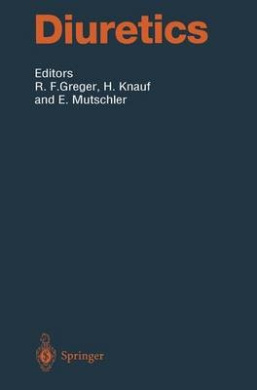 Diuretics
Editors
R. F.Greger, H. Knauf
and E. Mutschler
Springer